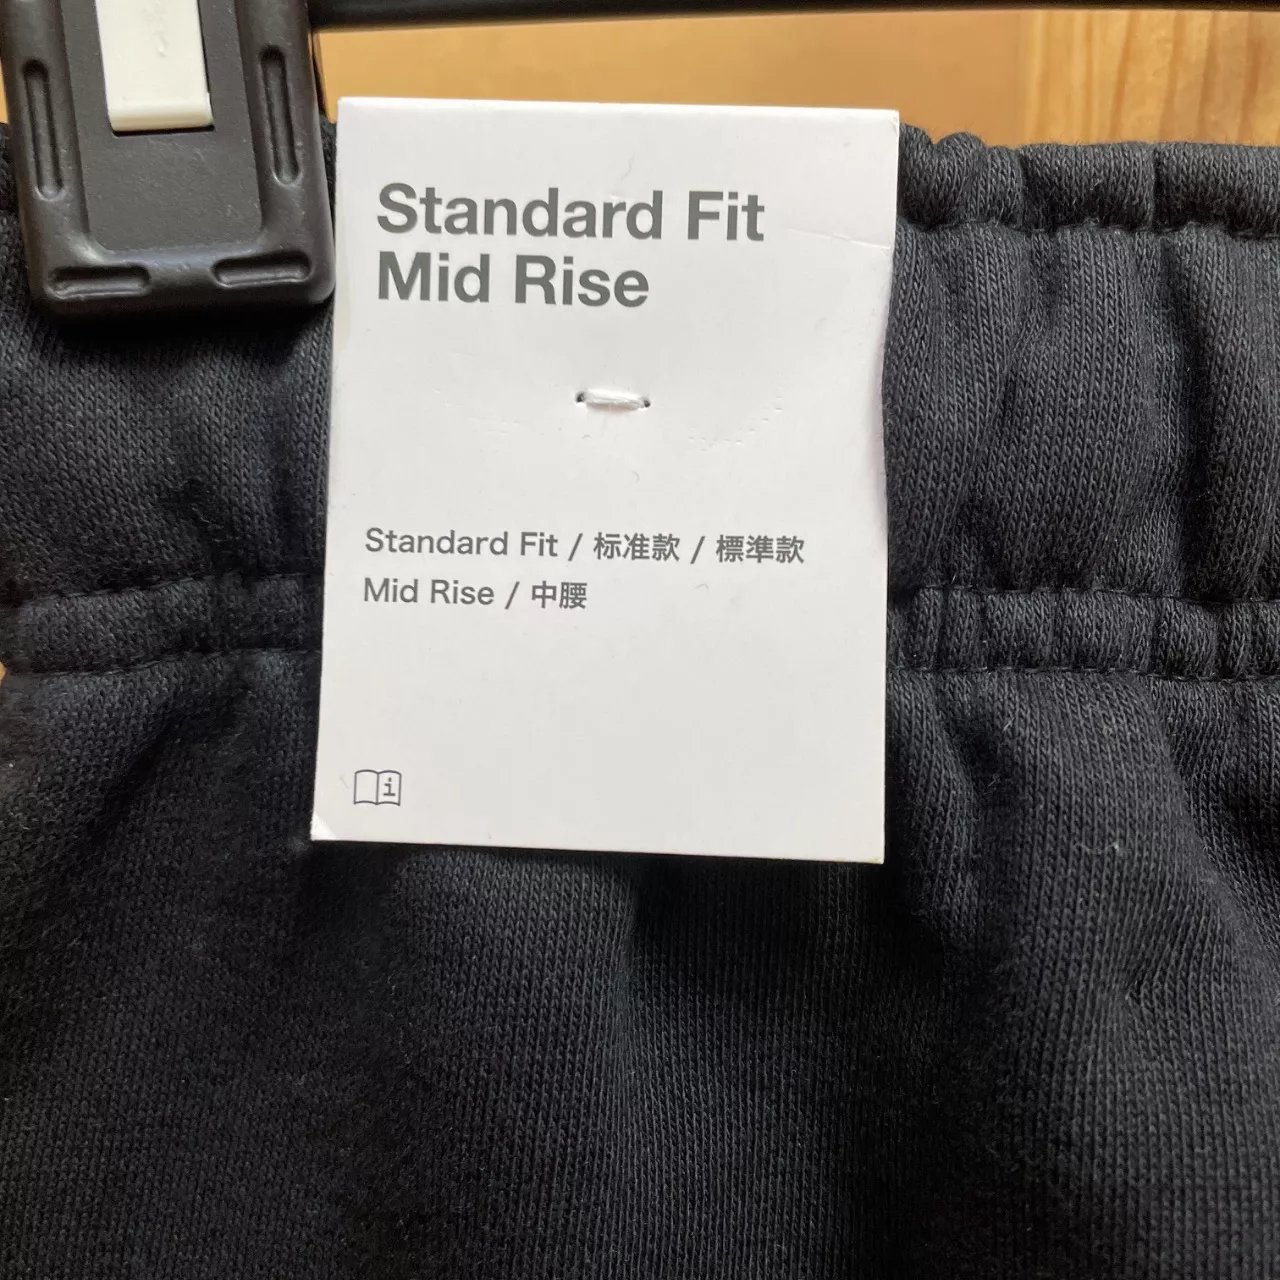 Standard Fit
Mid Rise
Standard Fit / 标准款 / 標準款
Mid Rise / 中腰
i